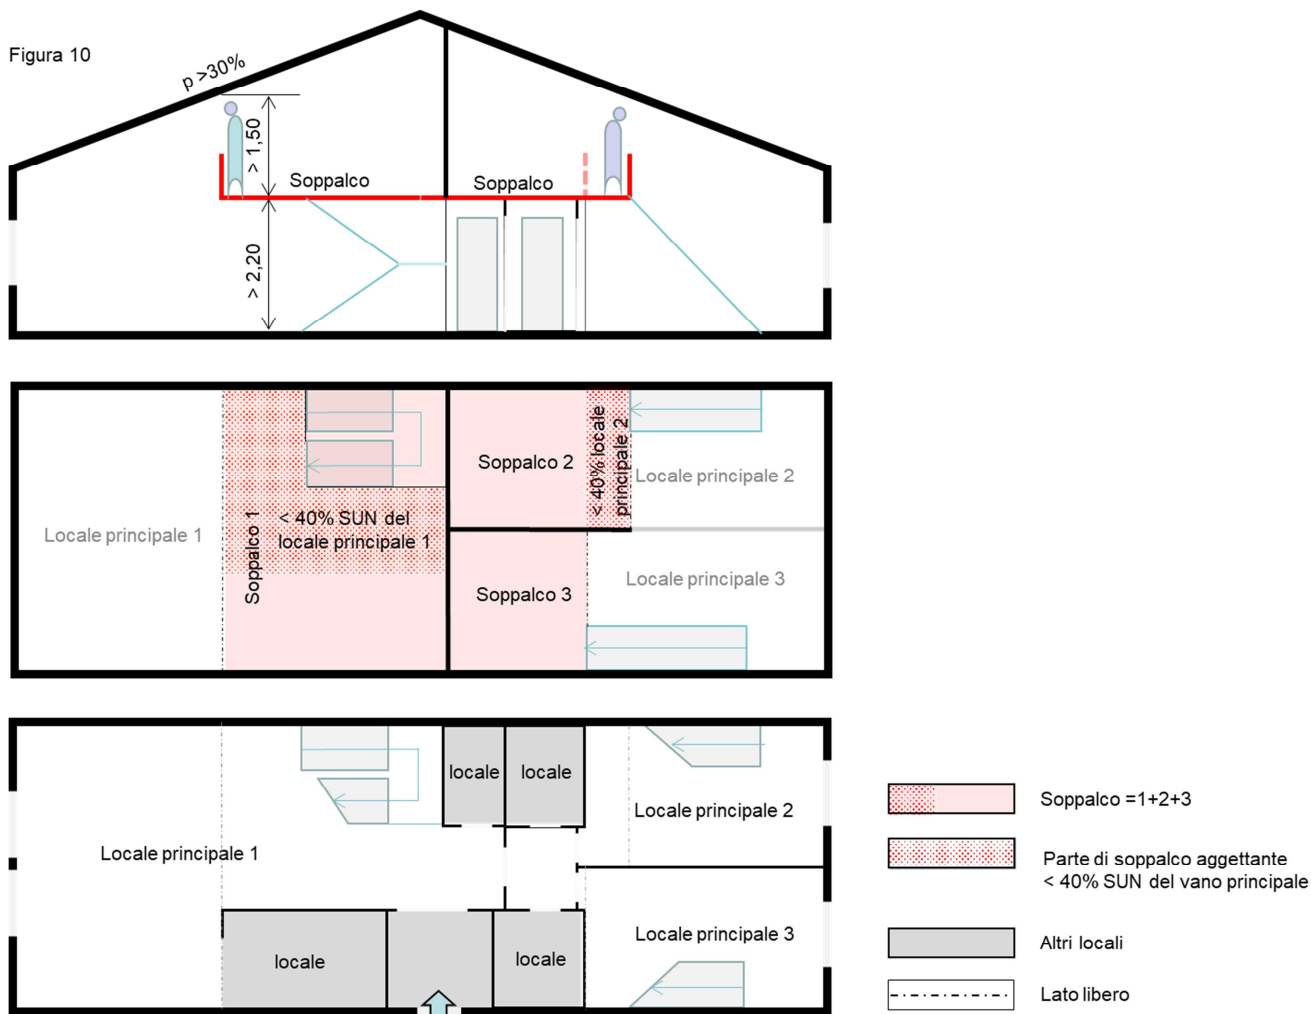 Figura 10
p >30%
> 1,50
Soppalco
Soppalco
> 2,20
Locale principale 1
Soppalco 1
< 40% SUN del
locale principale 1
Soppalco 2
< 40% locale
principale 2
Locale principale 2
Soppalco 3
Locale principale 3
locale
locale
Locale principale 2
Locale principale 1
locale
locale
Locale principale 3
Soppalco =1+2+3
Parte di soppalco aggettante
< 40% SUN del vano principale
Altri locali
Lato libero